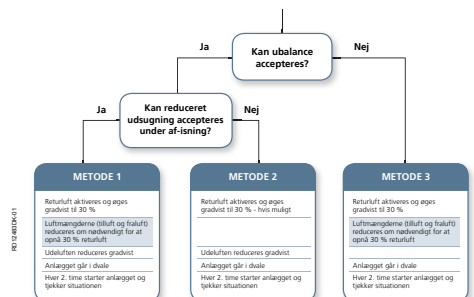 Kan ubalance
accepteres?
Ja
Nej
Kan reduceret
udsugning accepteres
under af-isning?
Ja
Nej
METODE 1
Returluft aktiveres og øges
gradvist til 30 %
Luftmængderne (tilluft og fraluft)
reduceres om nødvendigt for at
opnå 30 % returluft
Udeluften reduceres gradvist
Anlægget går i dvale
Hver 2. time starter anlægget og
tjekker situationen
METODE 2
Returluft aktiveres og øges
gradvist til 30 % - hvis muligt
Udeluften reduceres gradvist
Anlægget går i dvale
Hver 2. time starter anlægget og
tjekker situationen
METODE 3
Returluft aktiveres og øges
gradvist til 30 %
Luftmængderne (tilluft og fraluft)
reduceres om nødvendigt for at
opnå 30 % returluft
Anlægget går i dvale
Hver 2. time starter anlægget og
tjekker situationen
RD12480DK-01